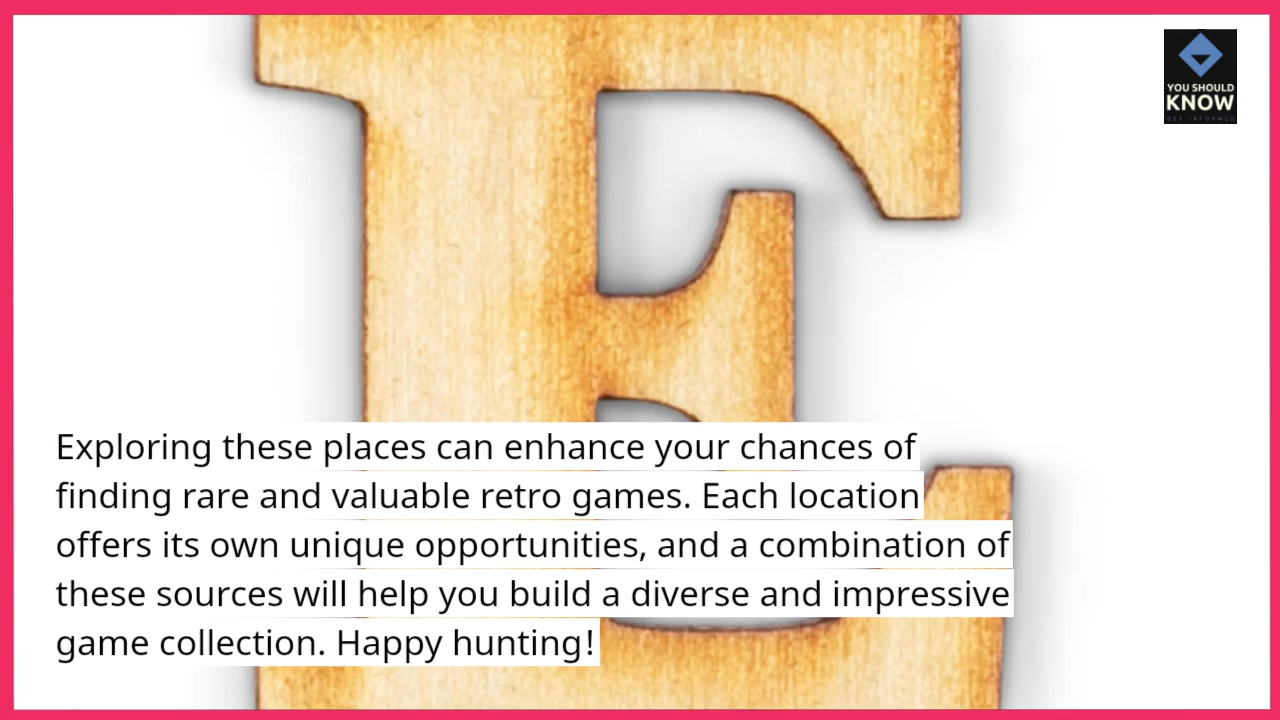 YOU SHOULD
KNOW
GET INFORMED
Exploring these places can enhance your chances of
finding rare and valuable retro games. Each location
offers its own unique opportunities, and a combination of
these sources will help you build a diverse and impressive
game collection. Happy hunting!